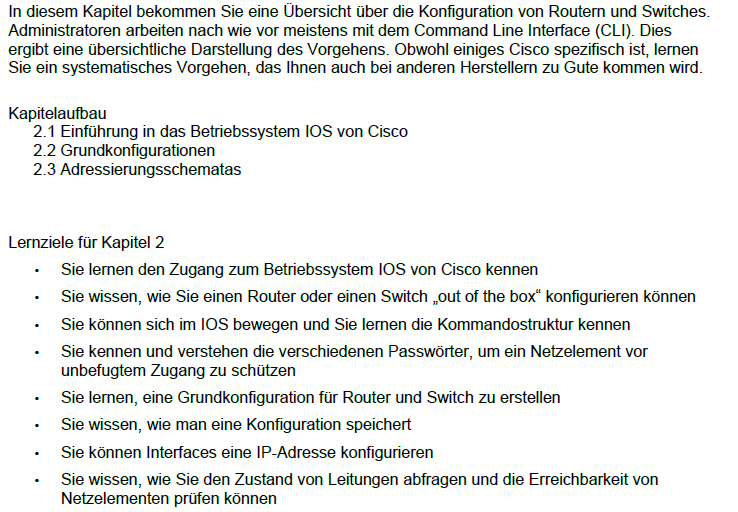 In diesem Kapitel bekommen Sie eine Übersicht über die Konfiguration von Routern und Switches.
Administratoren arbeiten nach wie vor meistens mit dem Command Line Interface (CLI). Dies
ergibt eine übersichtliche Darstellung des Vorgehens. Obwohl einiges Cisco spezifisch ist, lernen
Sie ein systematisches Vorgehen, das Ihnen auch bei anderen Herstellern zu Gute kommen wird.
Kapitelaufbau
2.1 Einführung in das Betriebssystem IOS von Cisco
2.2 Grundkonfigurationen
2.3 Adressierungsschematas
Lernziele für Kapitel 2
• Sie lernen den Zugang zum Betriebssystem IOS von Cisco kennen
• Sie wissen, wie Sie einen Router oder einen Switch „out of the box“ konfigurieren können
• Sie können sich im IOS bewegen und Sie lernen die Kommandostruktur kennen
• Sie kennen und verstehen die verschiedenen Passwörter, um ein Netzelement vor
unbefugtem Zugang zu schützen
• Sie lernen, eine Grundkonfiguration für Router und Switch zu erstellen
• Sie wissen, wie man eine Konfiguration speichert
• Sie können Interfaces eine IP-Adresse konfigurieren
• Sie wissen, wie Sie den Zustand von Leitungen abfragen und die Erreichbarkeit von
Netzelementen prüfen können